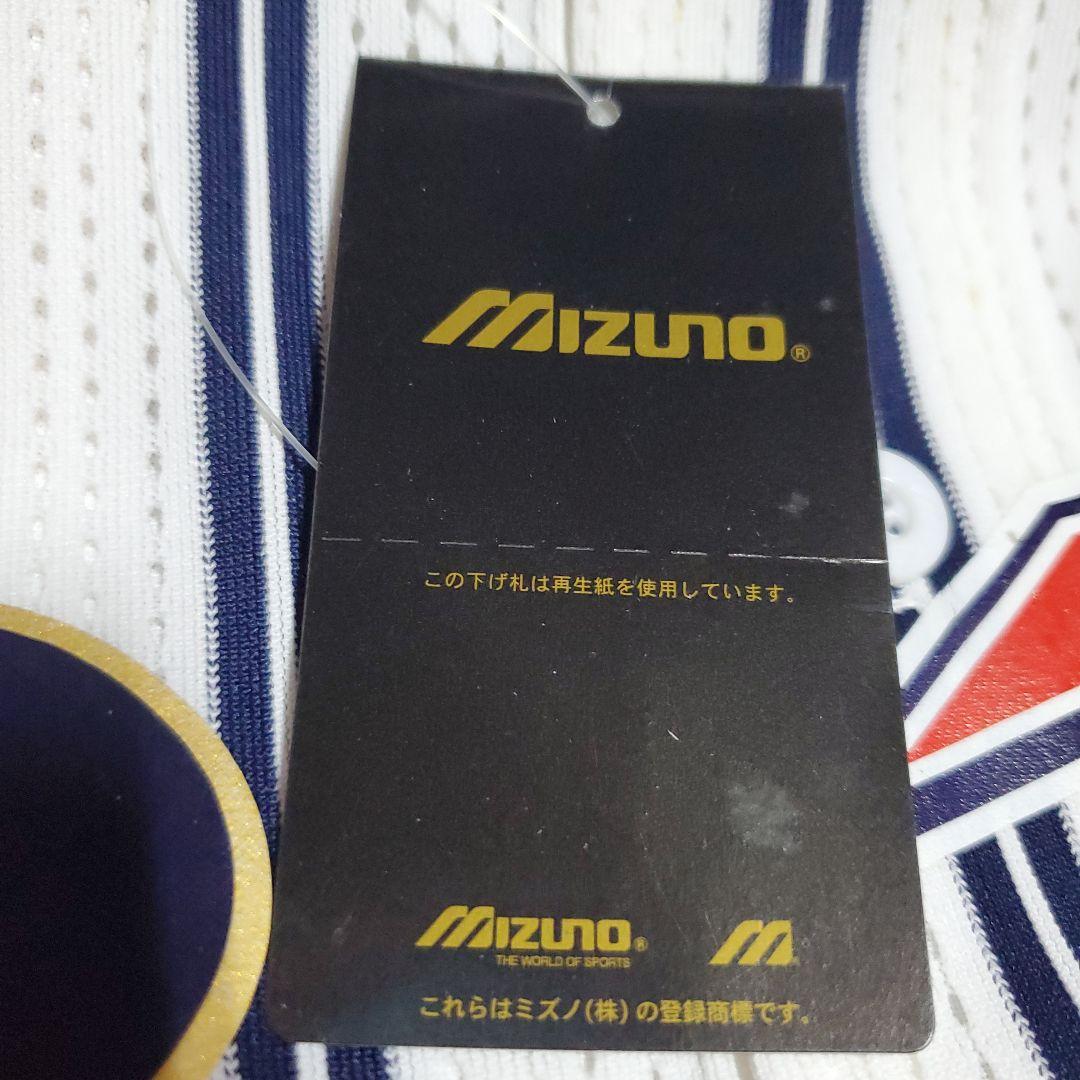 MIZUNO®
この下げ札は再生紙を使用しています。
MIZUNO®
THE WORLD OF SPORTS
これらはミズノ(株)の登録商標です。